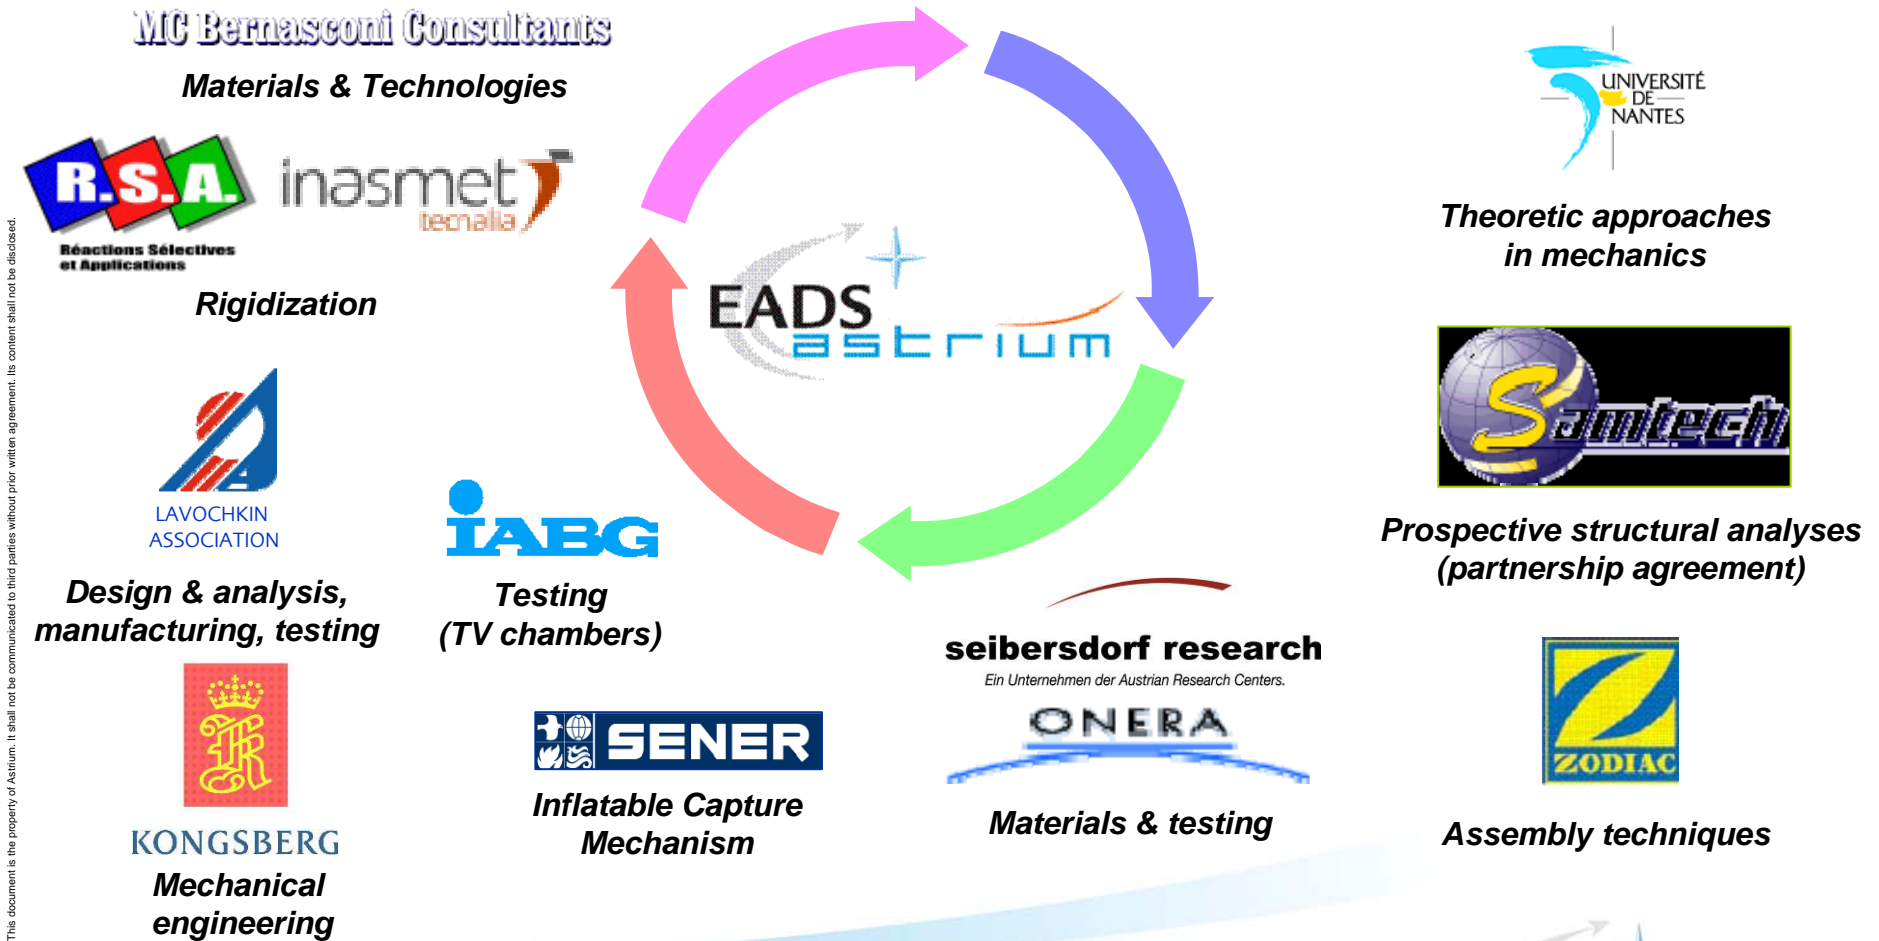 MC Bernasconi Consultants
Materials & Technologies
R.S.A.
Réactions Sélectives
et Applications
inasmet
tecnalia
Rigidization
LAVOCHKIN
ASSOCIATION
Design & analysis,
manufacturing, testing
IABG
Testing
(TV chambers)
KONGSBERG
Mechanical
engineering
SENER
Inflatable Capture
Mechanism
EADS
astrium
seibersdorf research
Ein Unternehmen der Austrian Research Centers.
ONERA
Materials & testing
UNIVERSITÉ
DE
NANTES
Theoretic approaches
in mechanics
Samtech
Prospective structural analyses
(partnership agreement)
ZODIAC
Assembly techniques
This document is the property of Astrium. It shall not be communicated to third parties without prior written agreement. Its content shall not be disclosed.